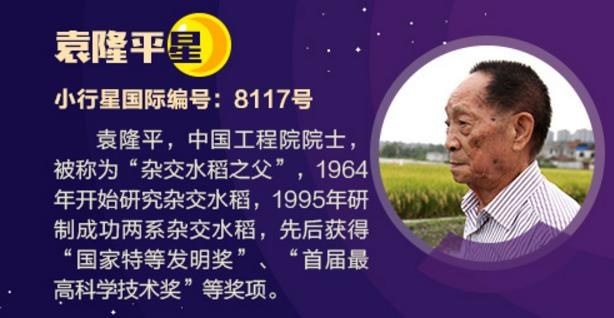 袁隆平星
小行星国际编号：8117号
袁隆平，中国工程院院士，
被称为“杂交水稻之父”，1964
年开始研究杂交水稻，1995年研
制成功两系杂交水稻，先后获得
“国家特等发明奖”、“首届最
高科学技术奖”等奖项。